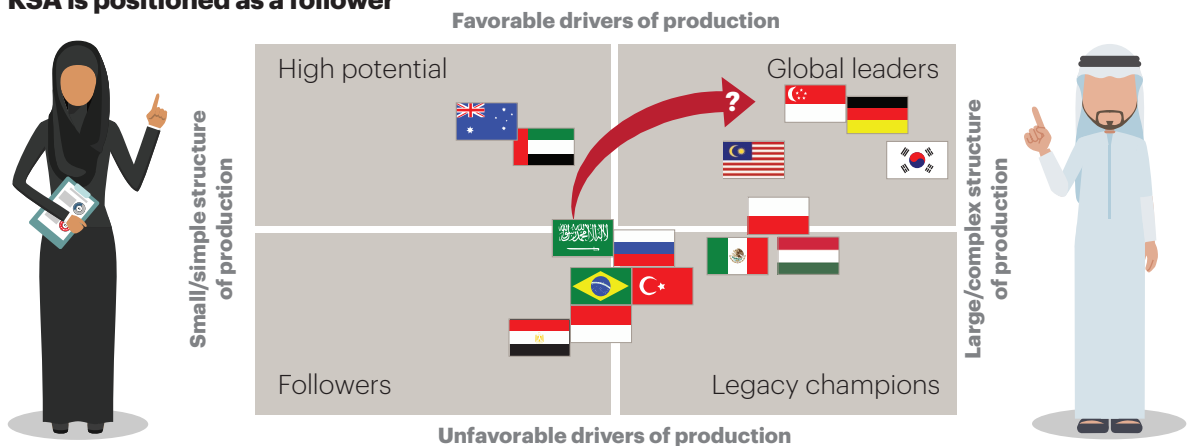 KSA is positioned as a follower
Favorable drivers of production
High potential
Global leaders
?
Small/simple structure
of production
Large/complex structure
of production
Followers
Legacy champions
Unfavorable drivers of production